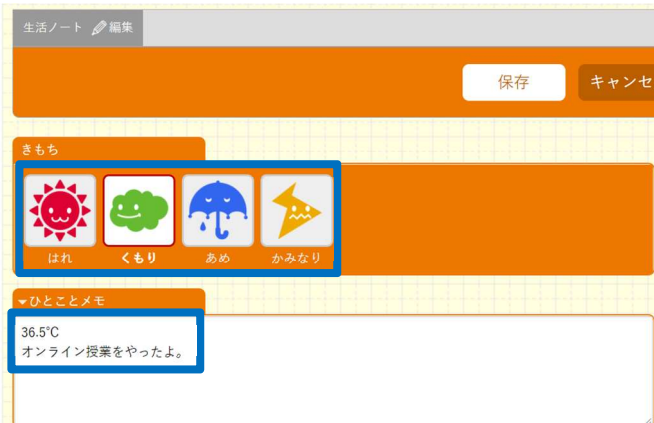 生活ノート 編集
保存 キャンセ
きもち
はれ くもり あめ かみなり
ひとことメモ
36.5°C
オンライン授業をやったよ。